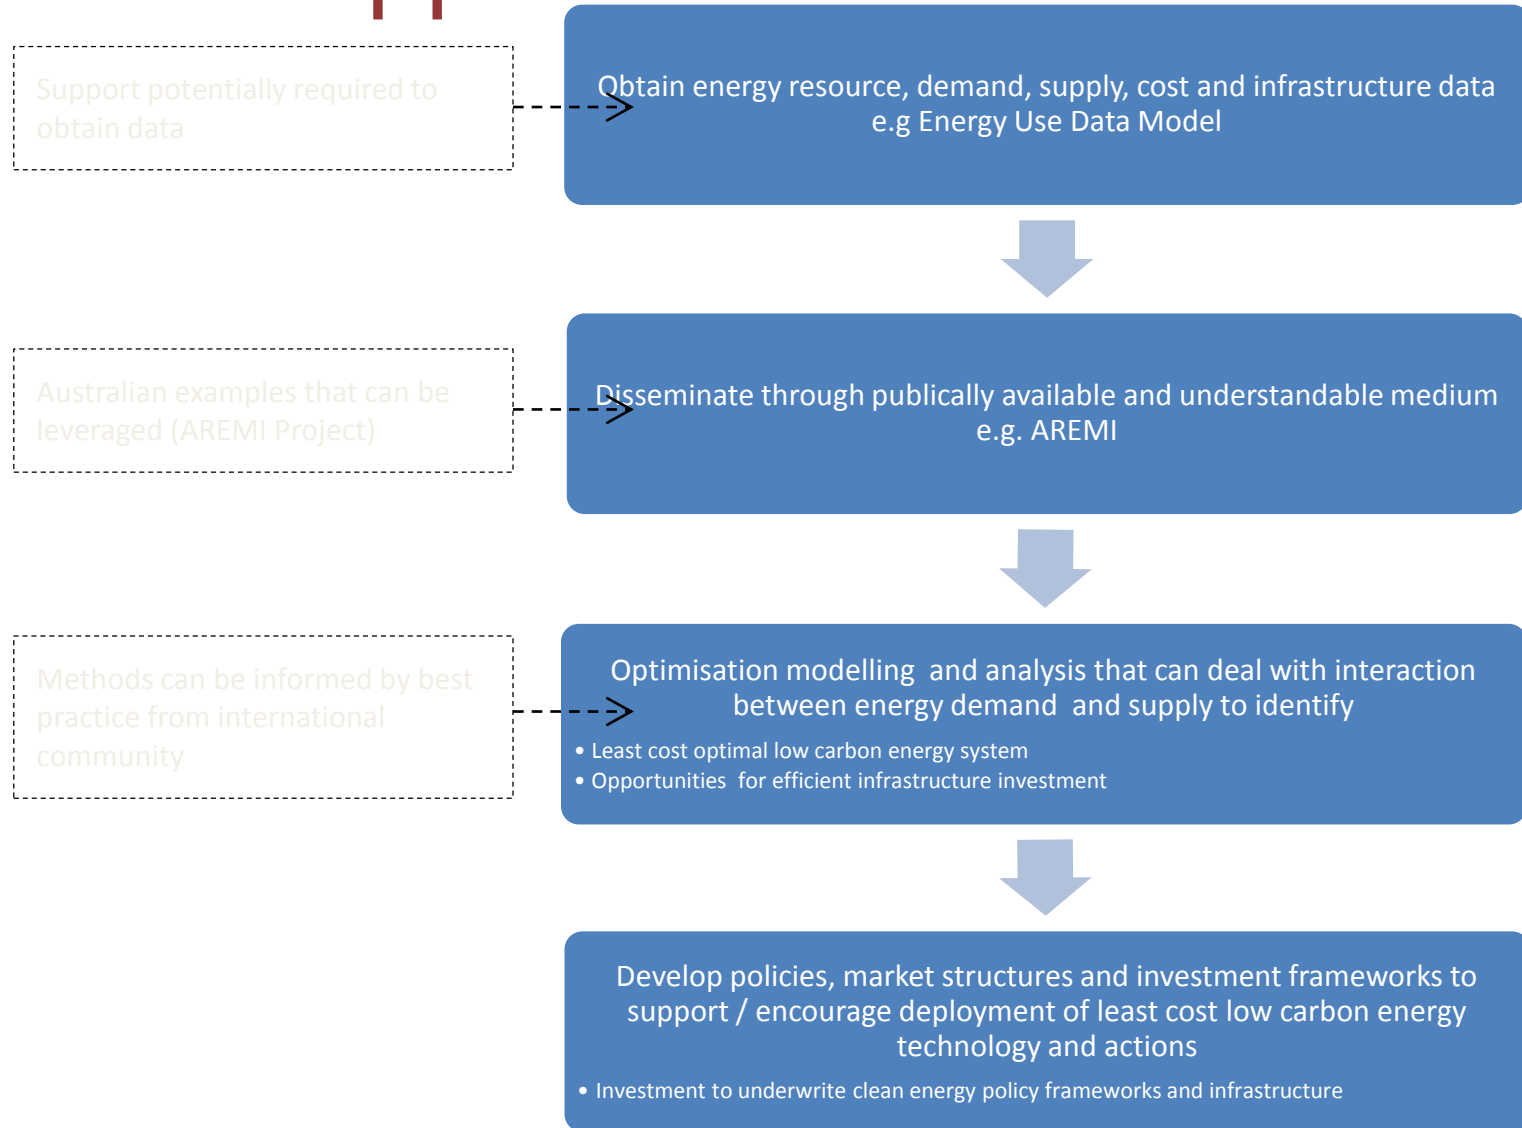 Support potentially required to
obtain data
Obtain energy resource, demand, supply, cost and infrastructure data
e.g Energy Use Data Model
Australian examples that can be
leveraged (AREMI Project)
Disseminate through publically available and understandable medium
e.g. AREMI
Methods can be informed by best
practice from international
community
Optimisation modelling and analysis that can deal with interaction
between energy demand and supply to identify
• Least cost optimal low carbon energy system
• Opportunities for efficient infrastructure investment
Develop policies, market structures and investment frameworks to
support / encourage deployment of least cost low carbon energy
technology and actions
• Investment to underwrite clean energy policy frameworks and infrastructure